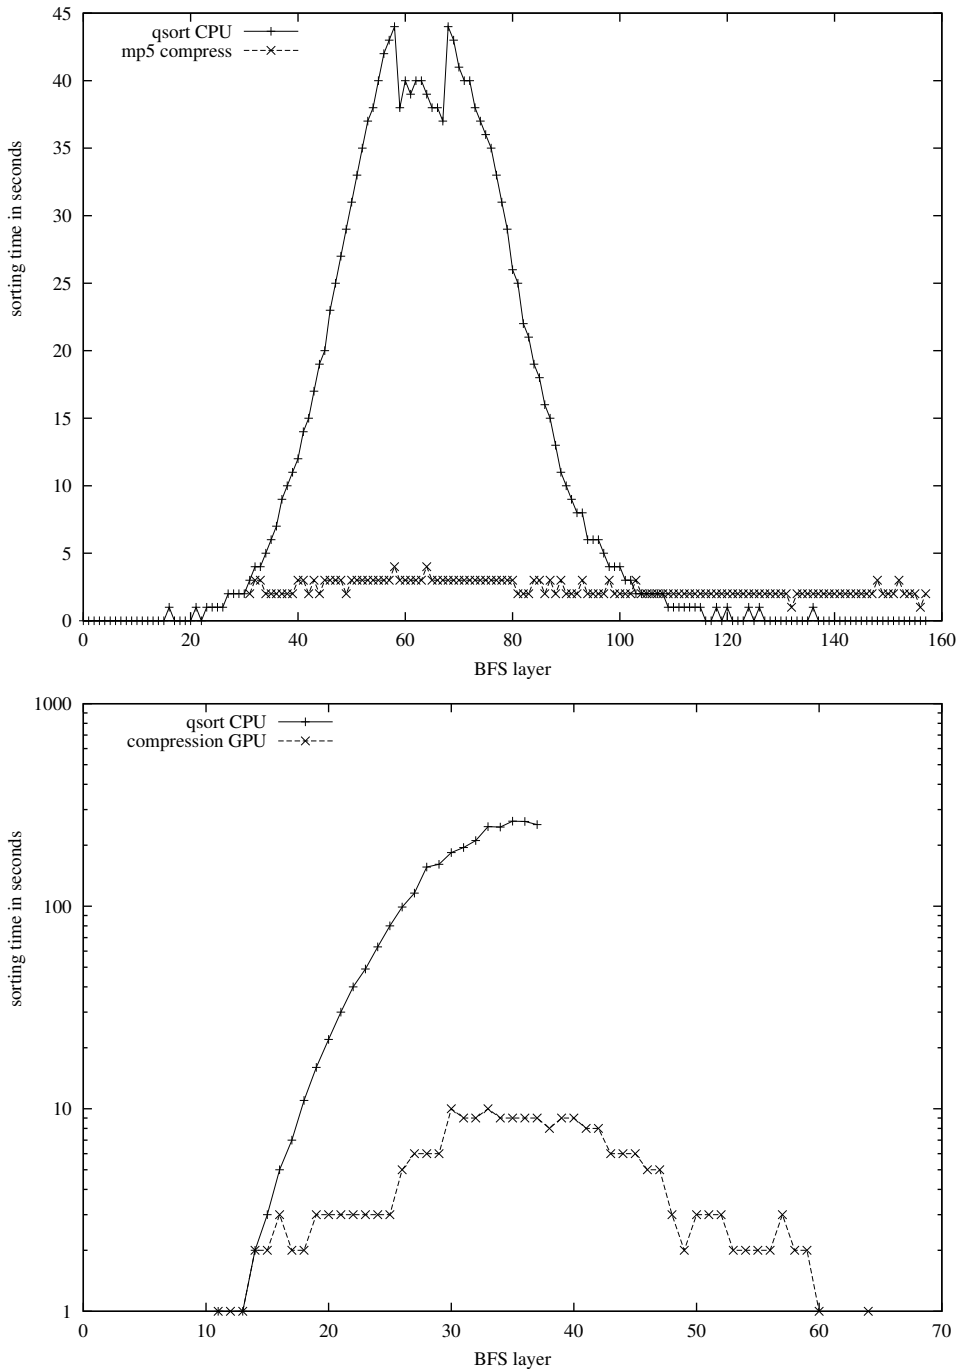 45
40
35
30
25
20
15
10
5
0
sorting time in seconds
qsort CPU
mp5 compress
0 20 40 60 80 100 120 140 160
BFS layer
1000
100
10
1
sorting time in seconds
qsort CPU
compression GPU
0 10 20 30 40 50 60 70
BFS layer